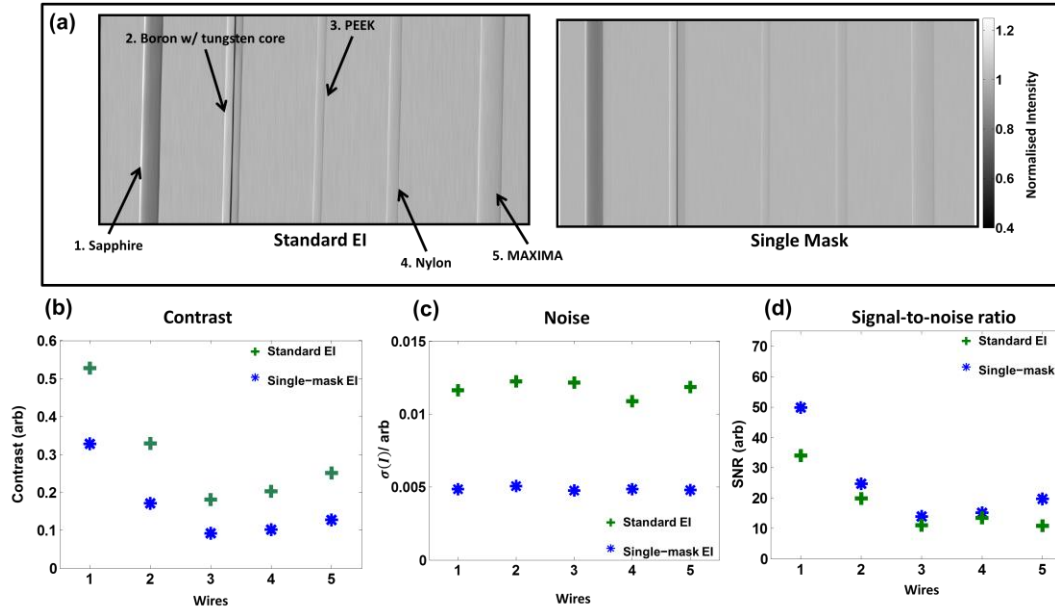 (a)
2. Boron w/ tungsten core
3. PEEK
1. Sapphire
Standard EI
4. Nylon
5. MAXIMA
Single Mask
1.2
1
0.8
0.6
0.4
Normalised Intensity
(b)
Contrast
Standard EI
Single-mask EI
0.6
0.5
0.4
0.3
0.2
0.1
0
Contrast (arb)
1 2 3 4 5
Wires
(c)
Noise
0.015
0.01
0.005
0
σ(I)/ arb
Standard EI
Single-mask EI
1 2 3 4 5
Wires
(d)
Signal-to-noise ratio
Standard EI
Single-mask
70
60
50
40
30
20
10
0
SNR (arb)
1 2 3 4 5
Wires